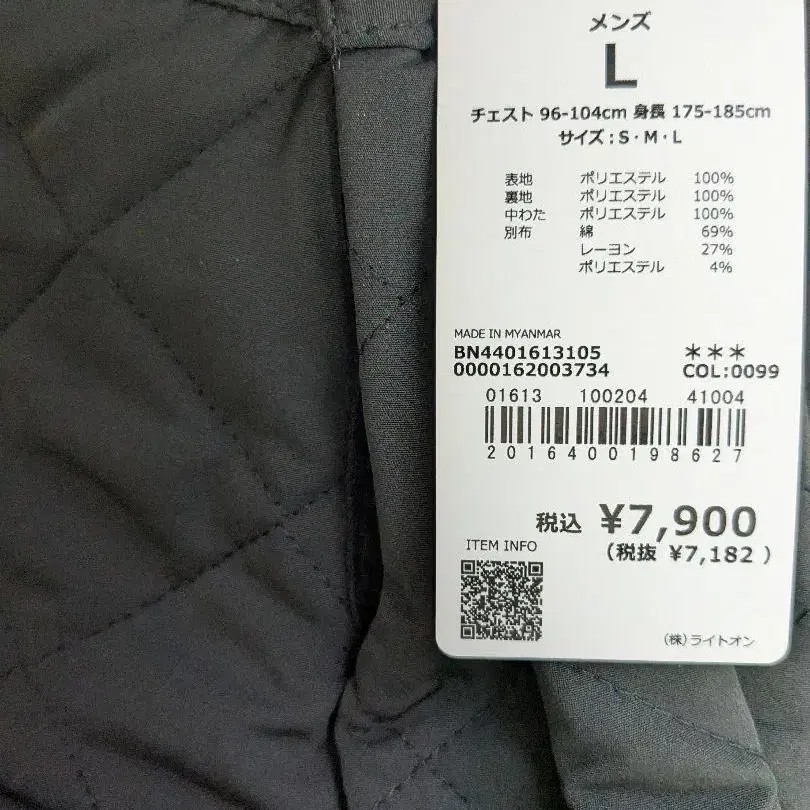 メンズ
L
チェスト 96-104cm 身長 175-185cm
サイズ : S・M・L
表地 ポリエステル 100%
裏地 ポリエステル 100%
中わた ポリエステル 100%
別布 綿 69%
レーヨン 27%
ポリエステル 4%
MADE IN MYANMAR
BN4401613105 ***
0000162003734 COL:0099
01613 100204 41004
2016400198627
税込 ¥7,900
(税抜 ¥7,182 )
ITEM INFO
(株)ライトオン